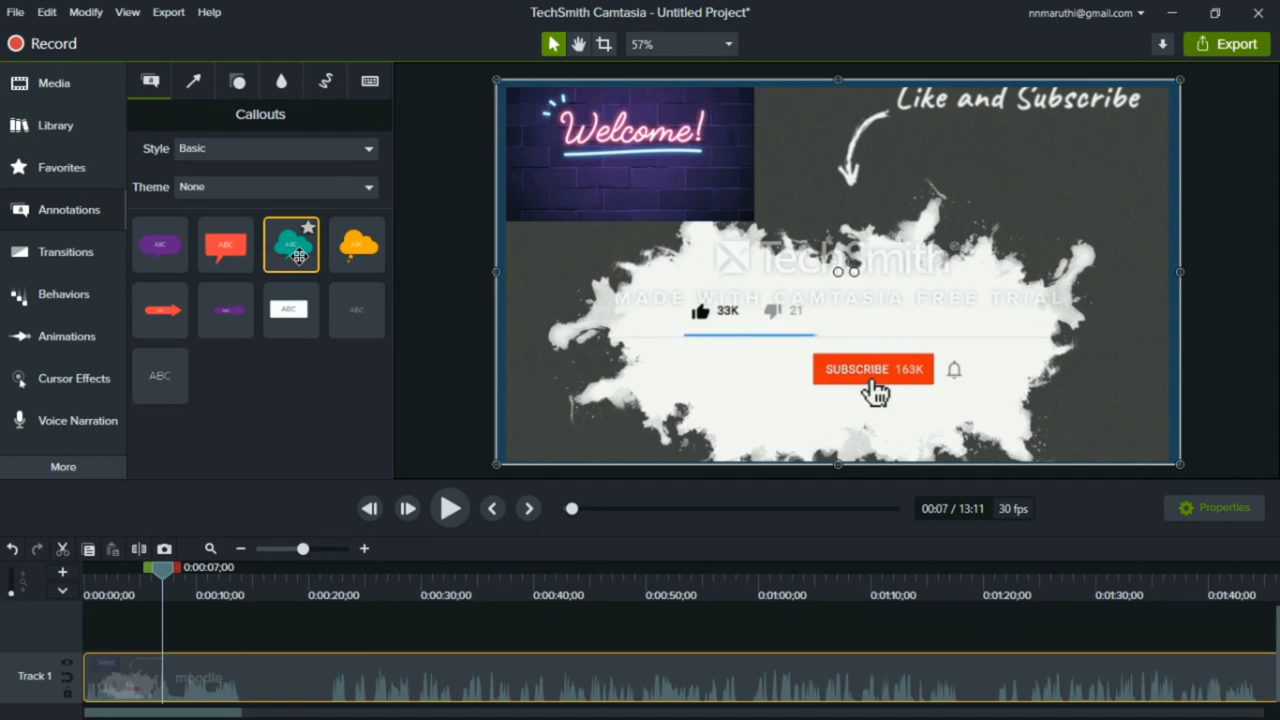 File Edit Modify View Export Help
TechSmith Camtasia - Untitled Project*
nnmaruthi@gmail.com
Record
57%
Export
Media
Library
Favorites
Annotations
Transitions
Behaviors
Animations
Cursor Effects
Voice Narration
More
Callouts
Style Basic
Theme None
ABC ABC ABC ABC
ABC ABC
ABC
Welcome!
Like and Subscribe
TechSmith®
MADE WITH CAMTASIA FREE TRIAL
33K 21
SUBSCRIBE 163K
00:07 / 13:11 30 fps
Properties
0:00:07;00
0:00:00;00 0:00:10;00 0:00:20;00 0:00:30;00 0:00:40;00 0:00:50;00 0:01:00;00 0:01:10;00 0:01:20;00 0:01:30;00 0:01:40;00
Track 1
moodle